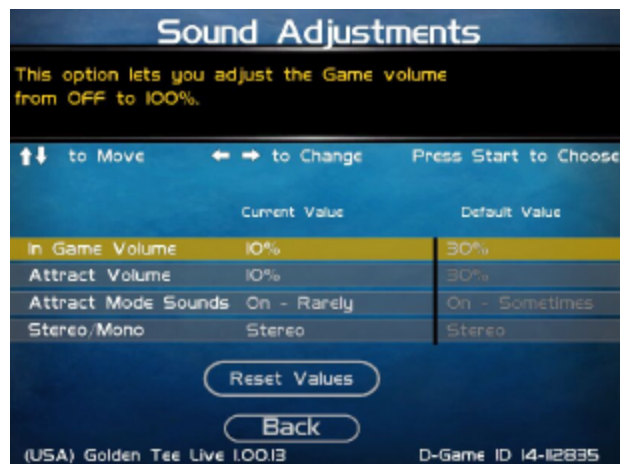 Sound Adjustments
This option lets you adjust the Game volume
from OFF to 100%.
to Move to Change Press Start to Choose
Current Value Default Value
In Game Volume 10% 30%
Attract Volume 10% 30%
Attract Mode Sounds On - Rarely On - Sometimes
Stereo/Mono Stereo Stereo
Reset Values
Back
(USA) Golden Tee Live 1.00.13 D-Game ID 14-112835